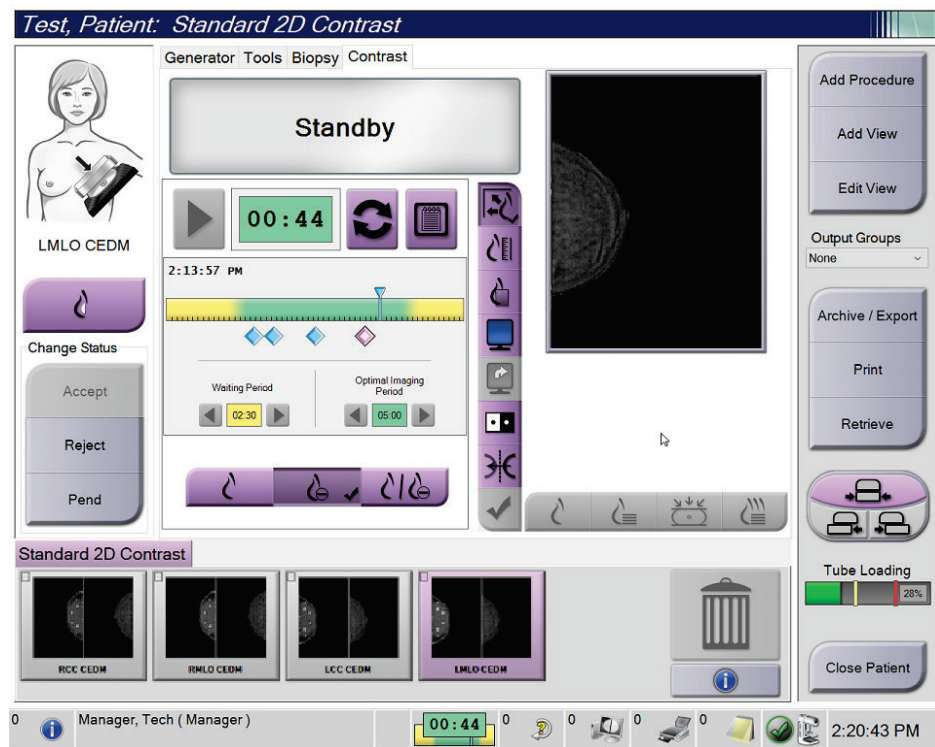 Test, Patient:  Standard 2D Contrast
Generator Tools Biopsy Contrast
Standby
LMLO CEDM
Change Status
Accept
Reject
Pend
00:44
2:13:57 PM
Waiting Period
Optimal Imaging
Period
02:30
05:00
Add Procedure
Add View
Edit View
Output Groups
None
Archive / Export
Print
Retrieve
Tube Loading
28%
Close Patient
Standard 2D Contrast
RCC CEDM
RMLO CEDM
LCC CEDM
LMLO CEDM
0
Manager, Tech ( Manager )
00:44
0
0
0
0
2:20:43 PM